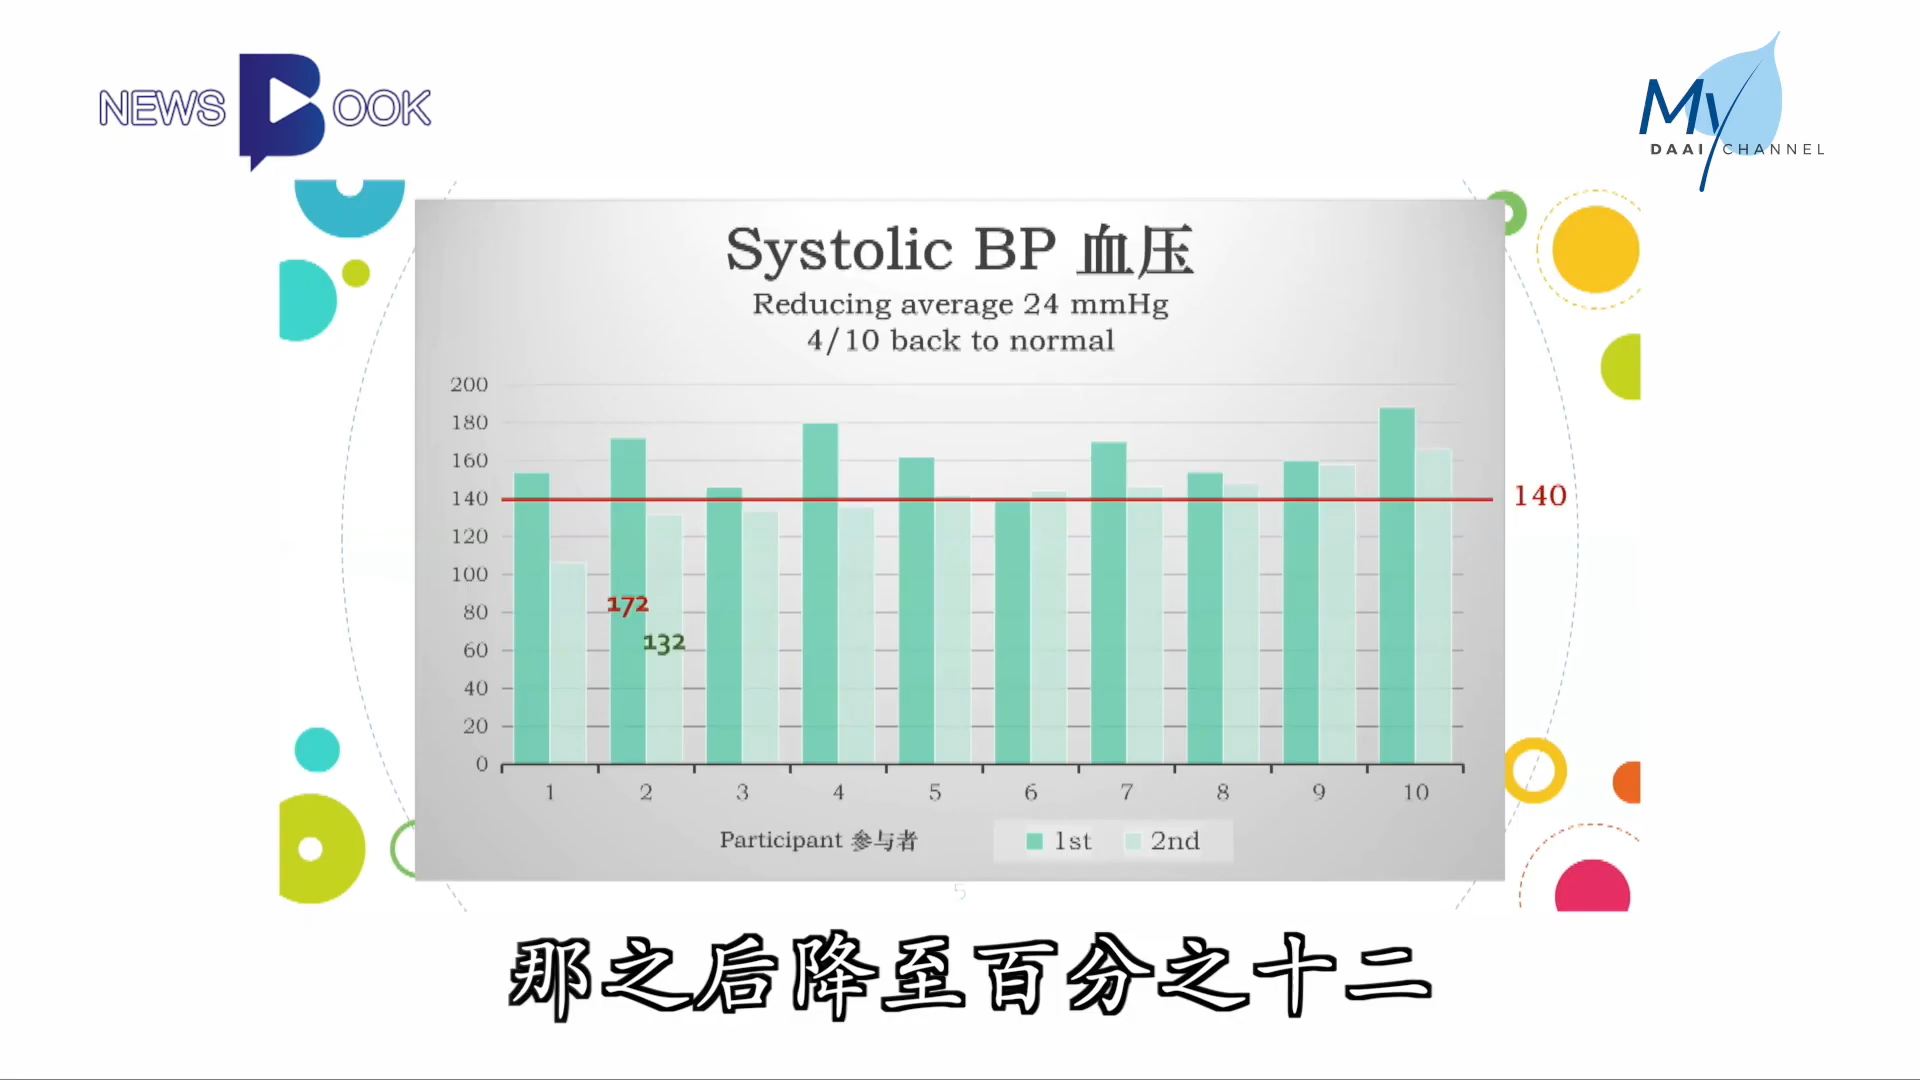 NEWS BOOK
My
DAAI CHANNEL
Systolic BP 血压
Reducing average 24 mmHg
4/10 back to normal
200
180
160
140
140
120
100
80
172
132
60
40
20
0
1 2 3 4 5 6 7 8 9 10
Participant 参与者
1st 2nd
5
那之后降至百分之十二